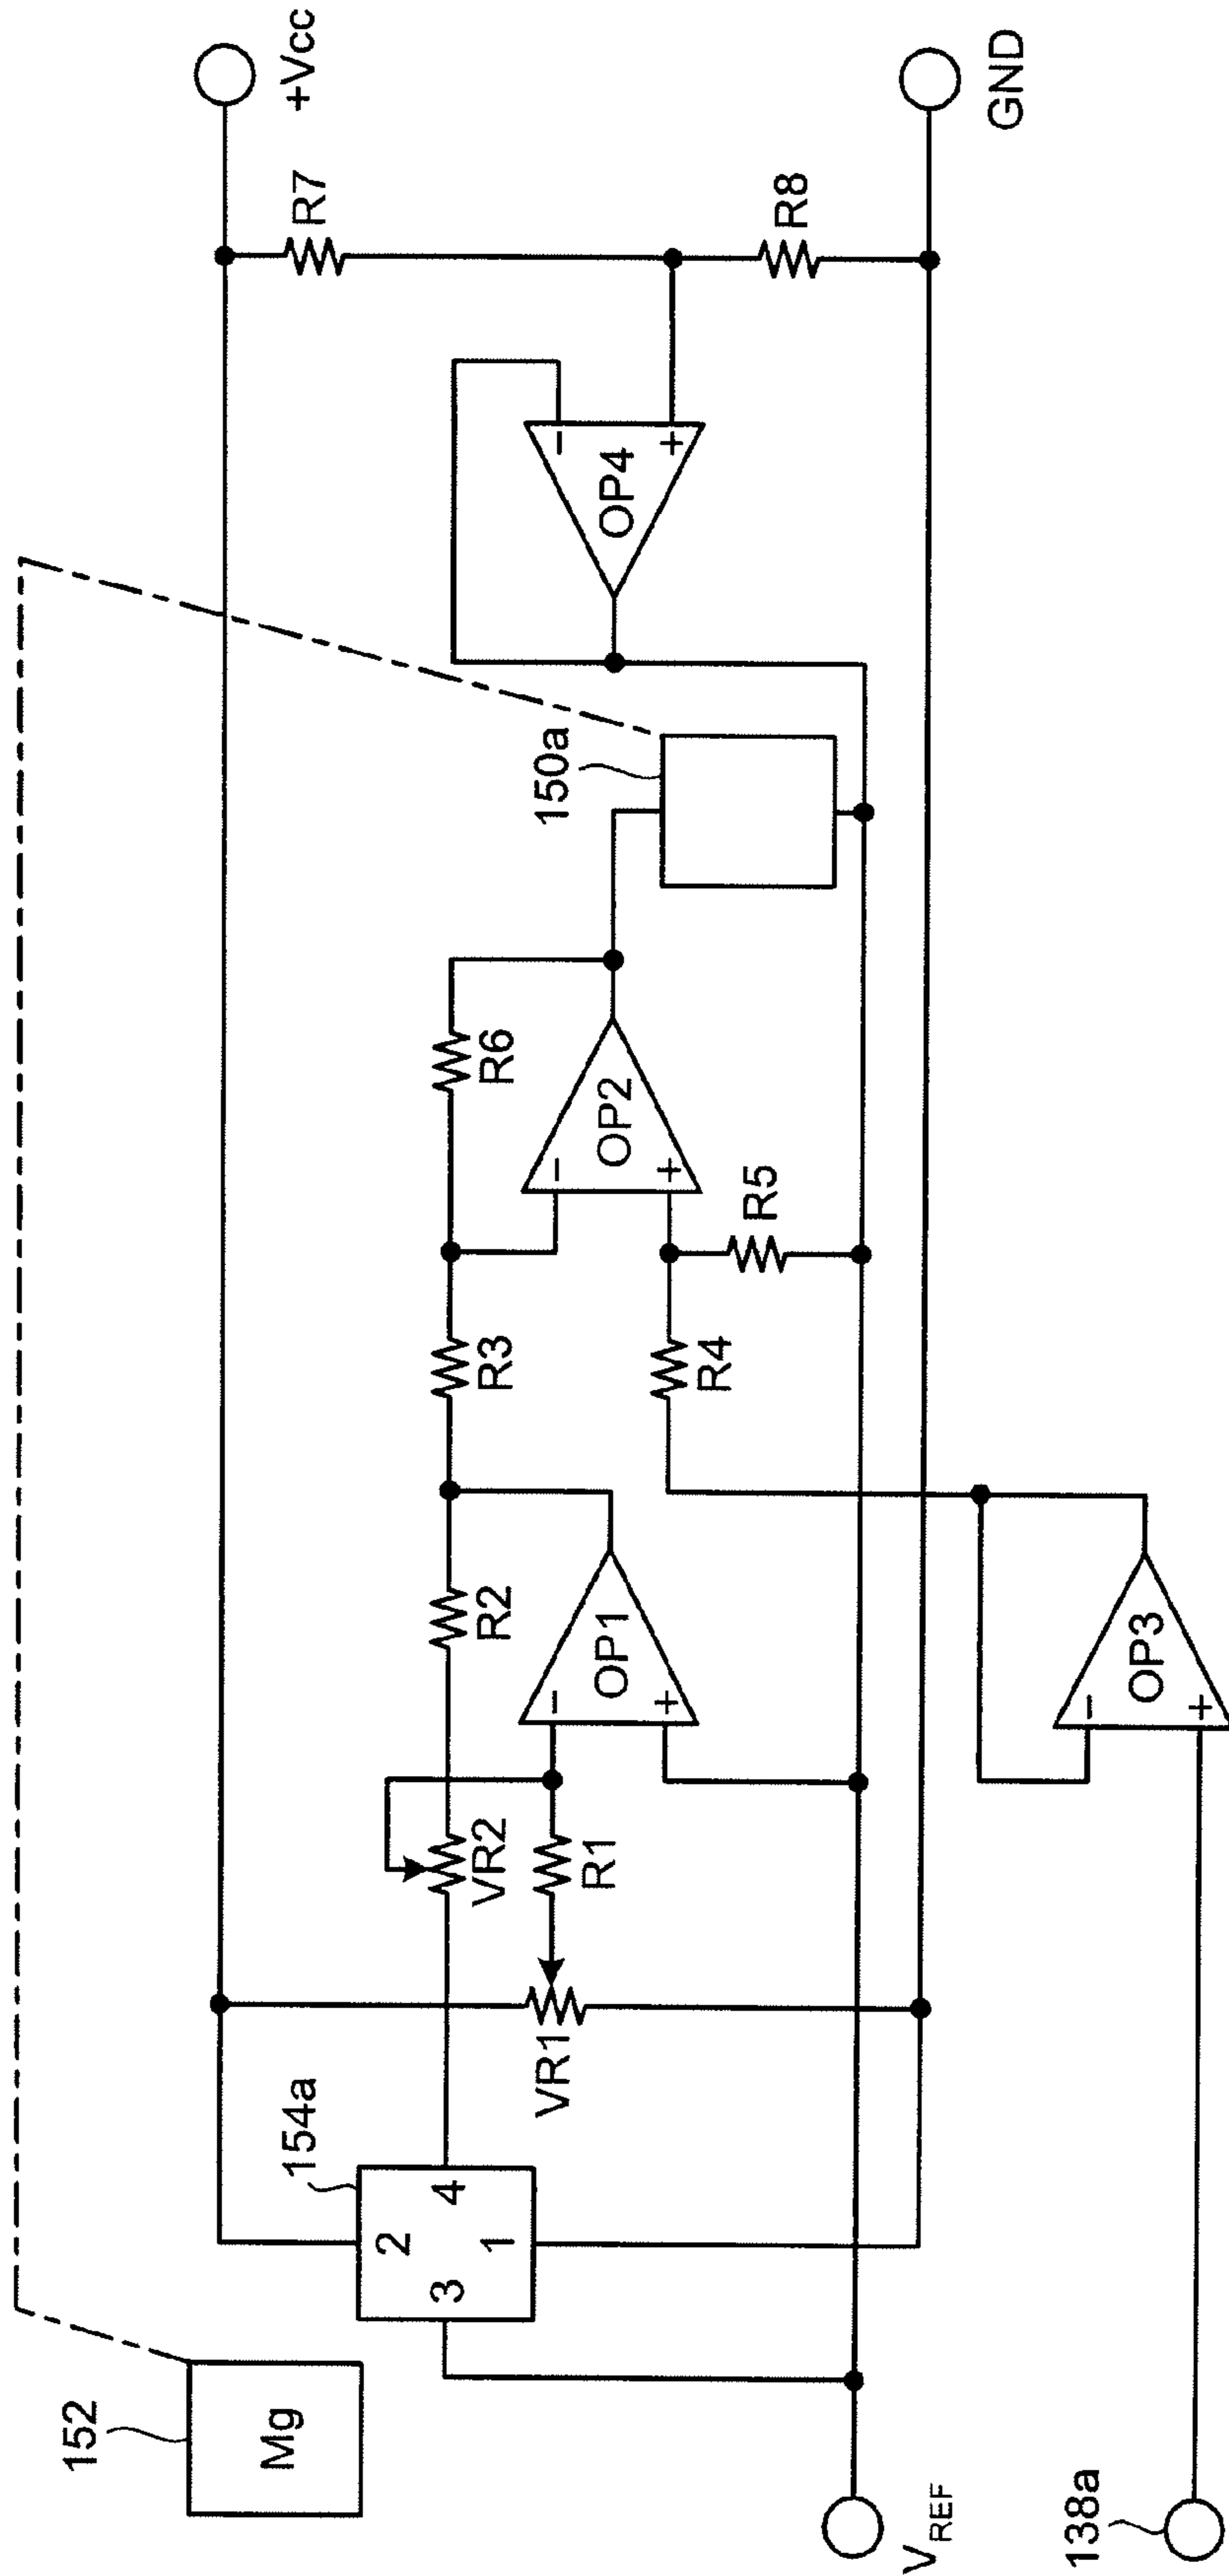 152
Mg
154a
2
3
4
1
VR1
VR2
R1
R2
-
OP1
+
R3
R4
R5
R6
-
OP2
+
150a
-
OP4
+
R7
R8
+Vcc
GND
VREF
138a
-
OP3
+